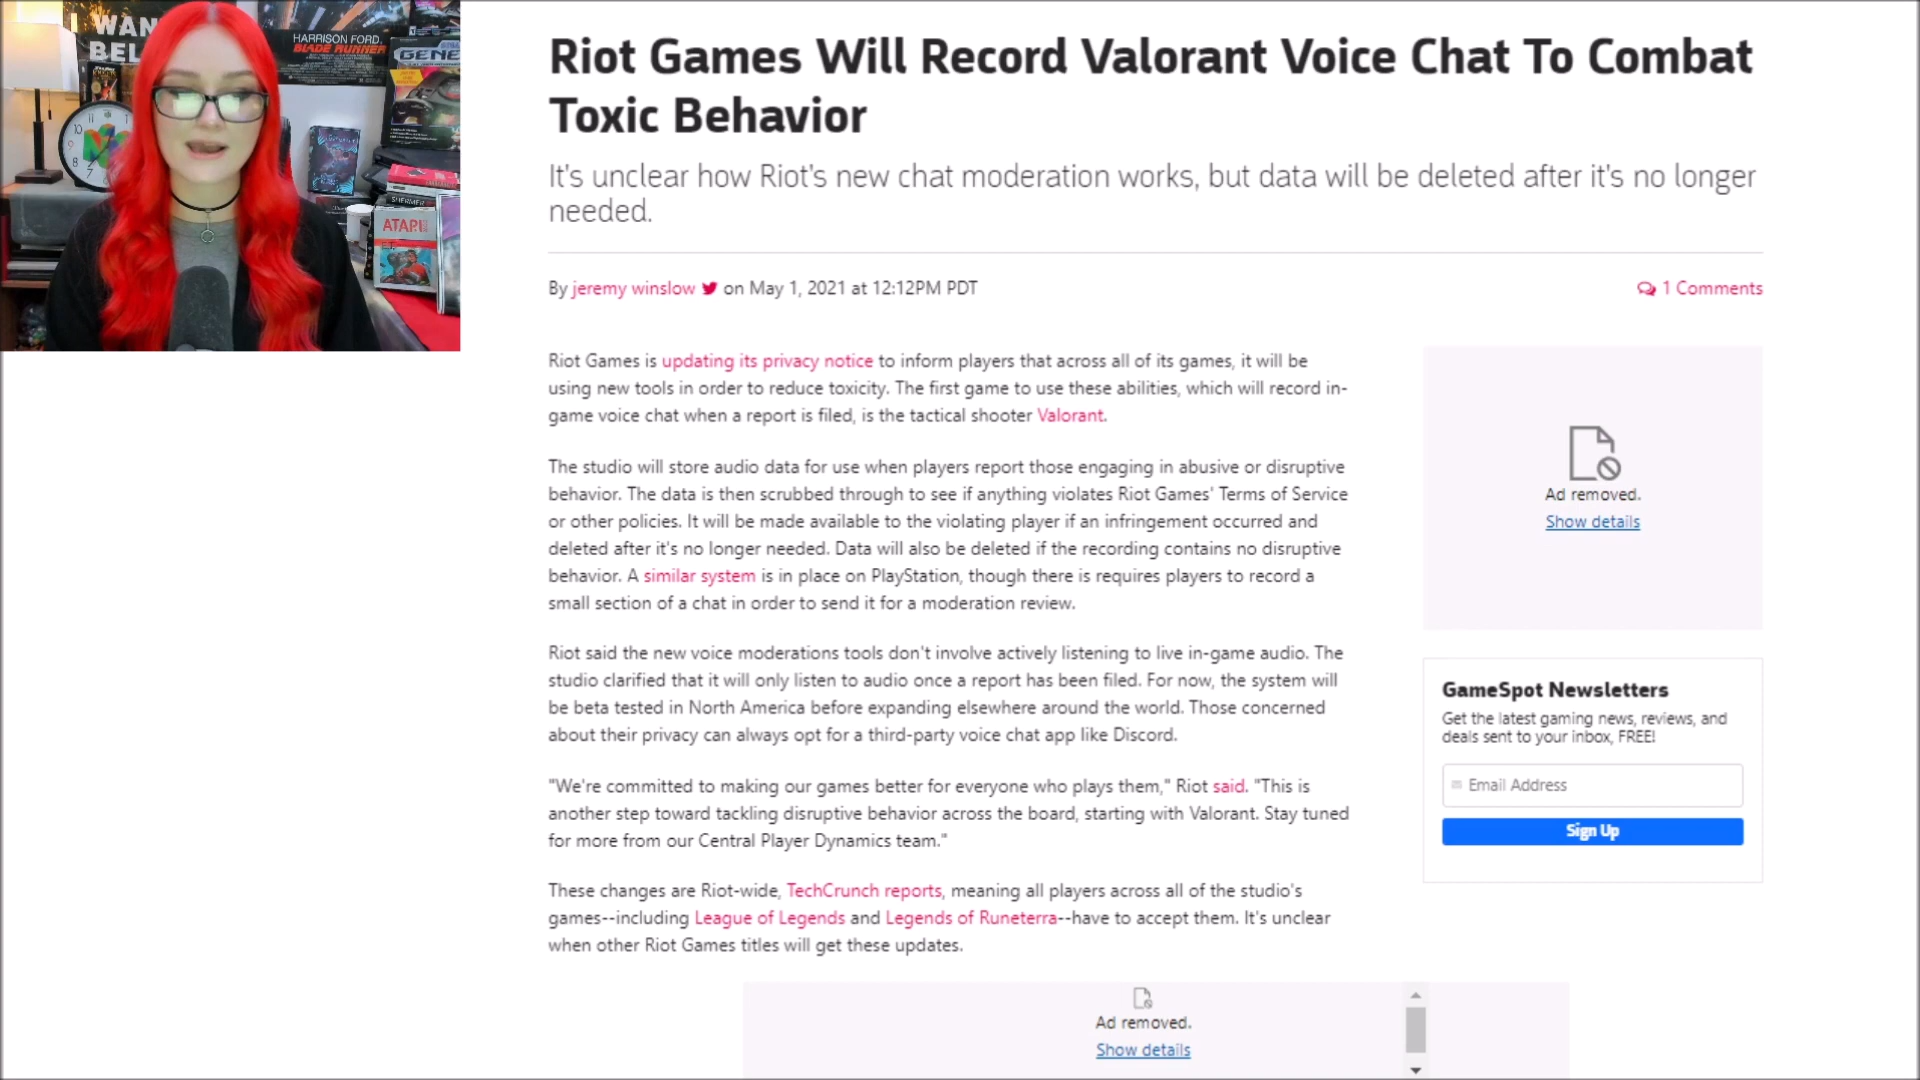 WAN
BEL
HARRISON FORD
BLADE RUNNER
GENE
SHERMER
ATARI
E.T.
Riot Games Will Record Valorant Voice Chat To Combat
Toxic Behavior
It's unclear how Riot's new chat moderation works, but data will be deleted after it's no longer
needed.
By jeremy winslow on May 1, 2021 at 12:12PM PDT
1 Comments
Riot Games is updating its privacy notice to inform players that across all of its games, it will be
using new tools in order to reduce toxicity. The first game to use these abilities, which will record in-
game voice chat when a report is filed, is the tactical shooter Valorant.
The studio will store audio data for use when players report those engaging in abusive or disruptive
behavior. The data is then scrubbed through to see if anything violates Riot Games' Terms of Service
or other policies. It will be made available to the violating player if an infringement occurred and
deleted after it's no longer needed. Data will also be deleted if the recording contains no disruptive
behavior. A similar system is in place on PlayStation, though there is requires players to record a
small section of a chat in order to send it for a moderation review.
Riot said the new voice moderations tools don't involve actively listening to live in-game audio. The
studio clarified that it will only listen to audio once a report has been filed. For now, the system will
be beta tested in North America before expanding elsewhere around the world. Those concerned
about their privacy can always opt for a third-party voice chat app like Discord.
"We're committed to making our games better for everyone who plays them," Riot said. "This is
another step toward tackling disruptive behavior across the board, starting with Valorant. Stay tuned
for more from our Central Player Dynamics team."
These changes are Riot-wide, TechCrunch reports, meaning all players across all of the studio's
games--including League of Legends and Legends of Runeterra--have to accept them. It's unclear
when other Riot Games titles will get these updates.
Ad removed.
Show details
GameSpot Newsletters
Get the latest gaming news, reviews, and
deals sent to your inbox, FREE!
Email Address
Sign Up
Ad removed.
Show details